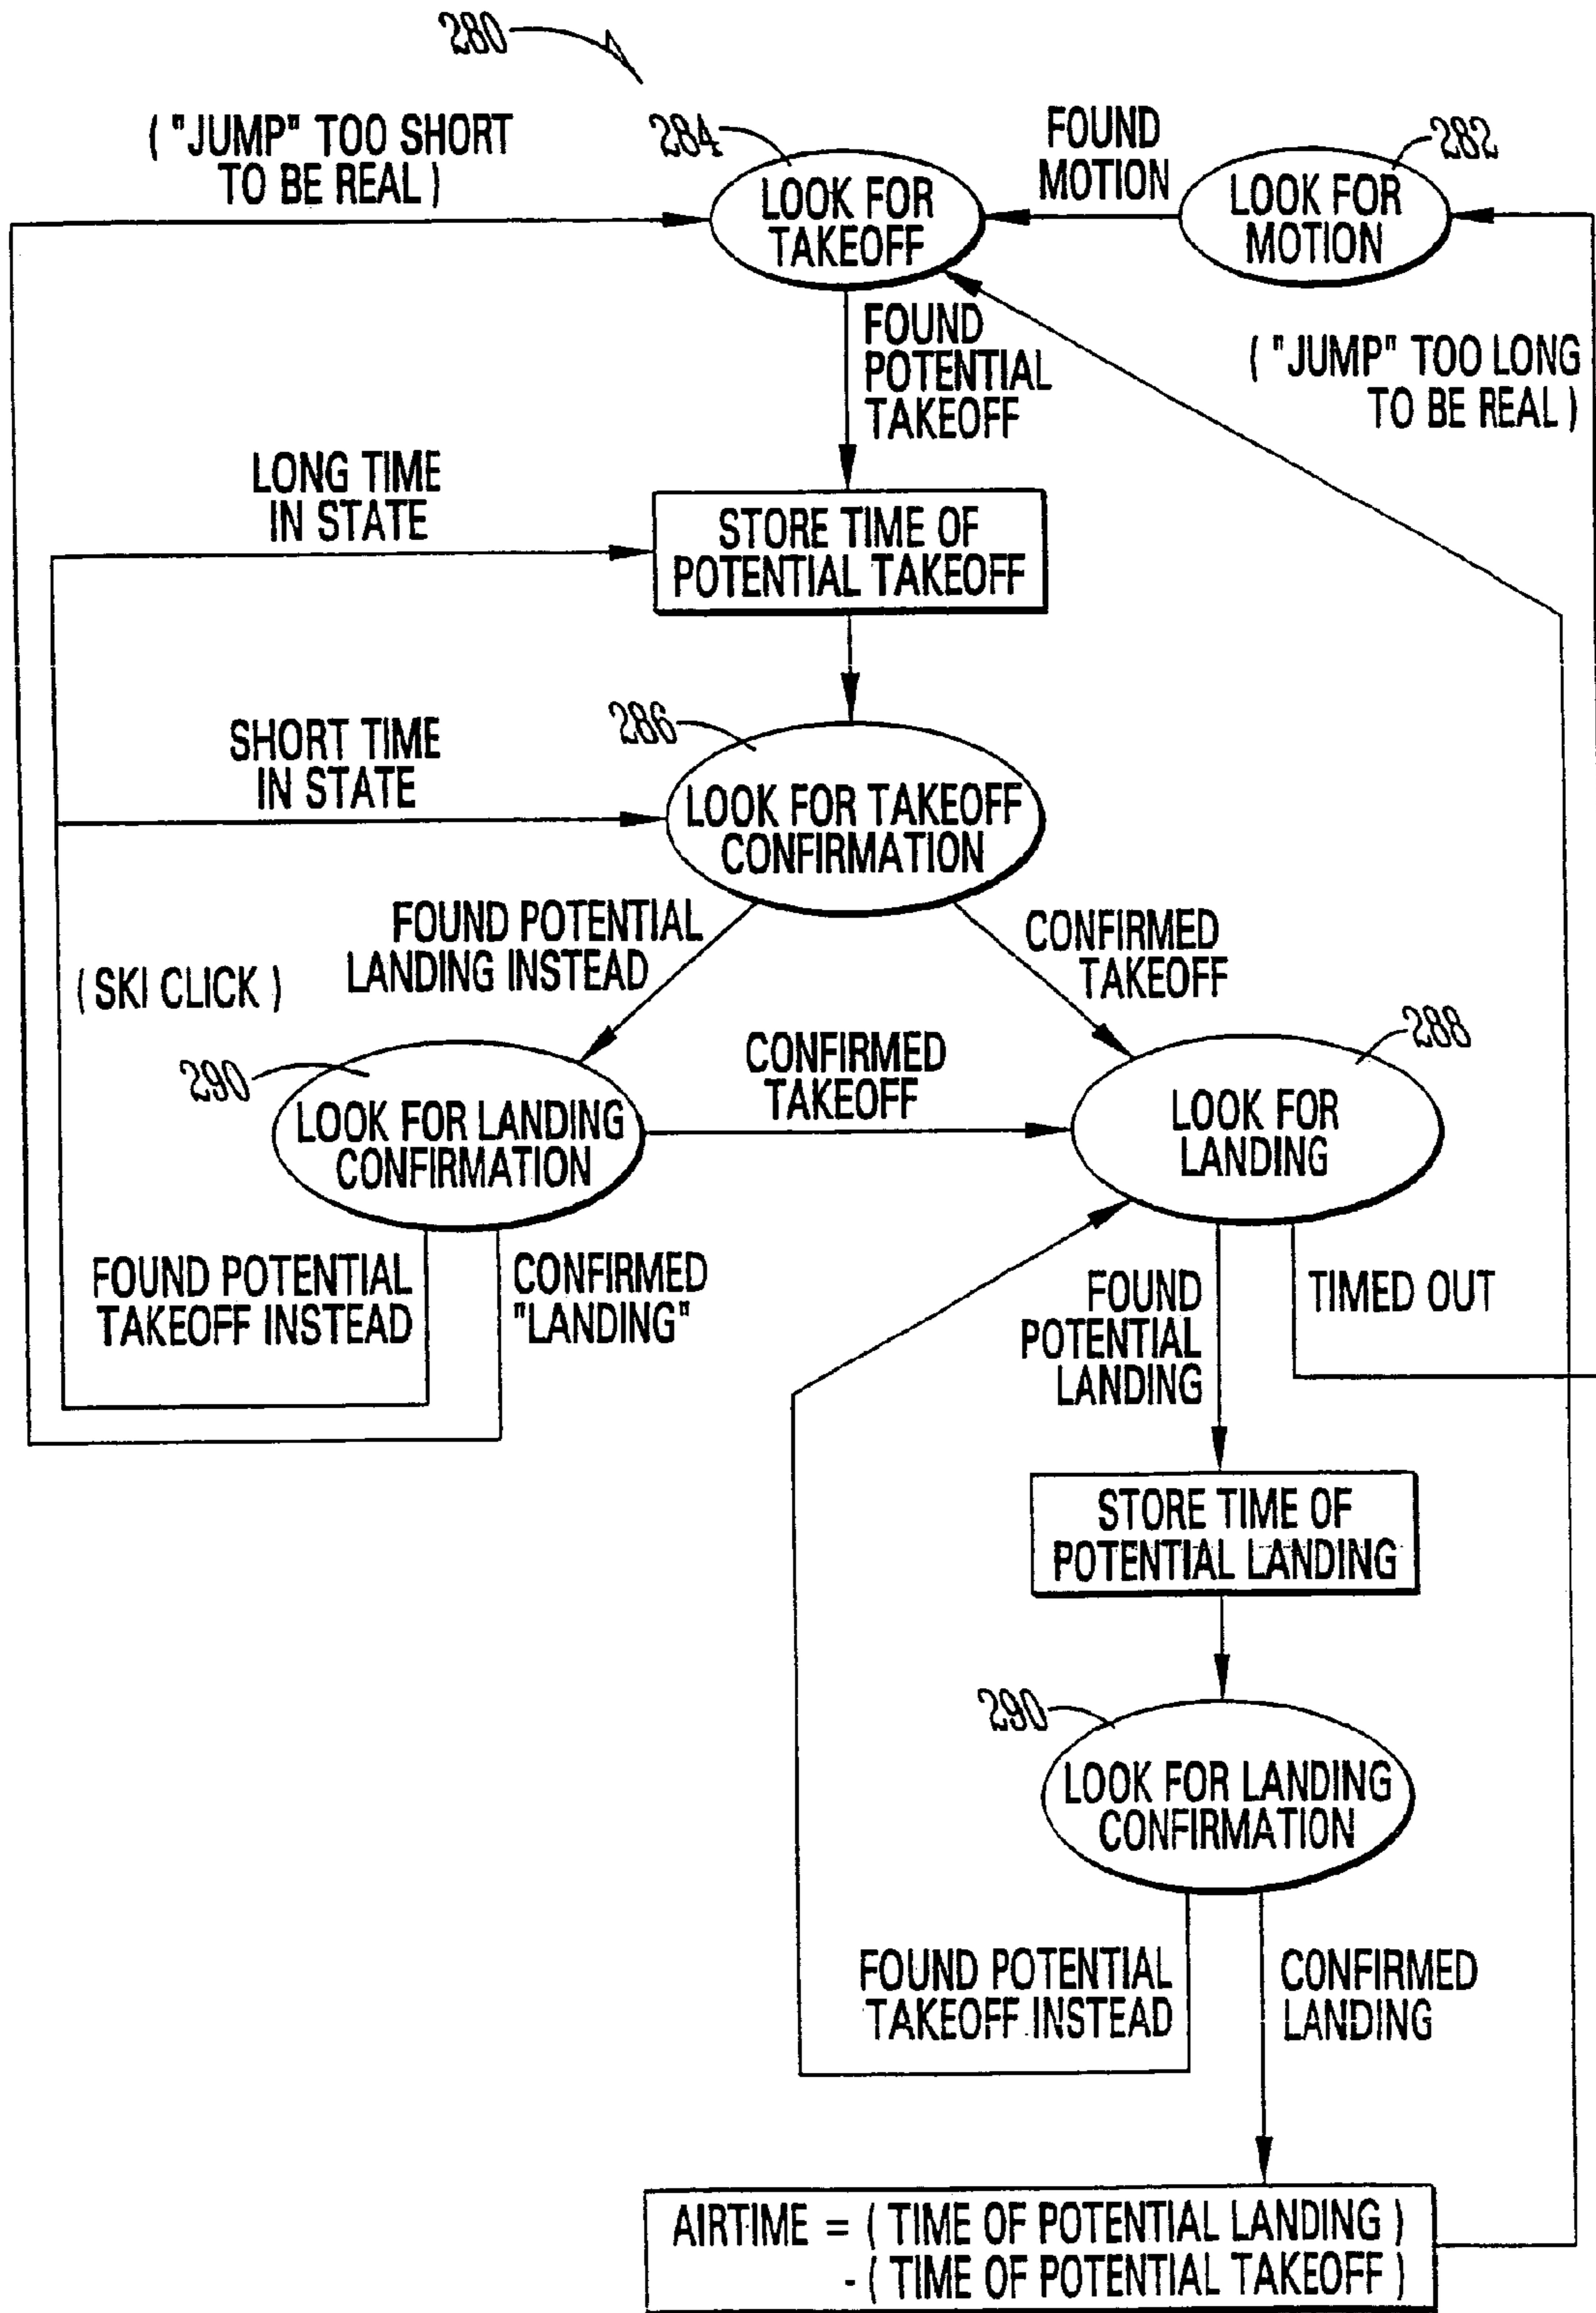 280
( "JUMP" TOO SHORT
TO BE REAL )
284
LOOK FOR
TAKEOFF
FOUND
MOTION
282
LOOK FOR
MOTION
FOUND
POTENTIAL
TAKEOFF
( "JUMP" TOO LONG
TO BE REAL )
LONG TIME
IN STATE
STORE TIME OF
POTENTIAL TAKEOFF
SHORT TIME
IN STATE
286
LOOK FOR TAKEOFF
CONFIRMATION
FOUND POTENTIAL
LANDING INSTEAD
CONFIRMED
TAKEOFF
( SKI CLICK )
290
LOOK FOR LANDING
CONFIRMATION
CONFIRMED
TAKEOFF
288
LOOK FOR
LANDING
FOUND POTENTIAL
TAKEOFF INSTEAD
CONFIRMED
"LANDING"
FOUND
POTENTIAL
LANDING
TIMED OUT
STORE TIME OF
POTENTIAL LANDING
290
LOOK FOR LANDING
CONFIRMATION
FOUND POTENTIAL
TAKEOFF INSTEAD
CONFIRMED
LANDING
AIRTIME = ( TIME OF POTENTIAL LANDING )
- ( TIME OF POTENTIAL TAKEOFF )